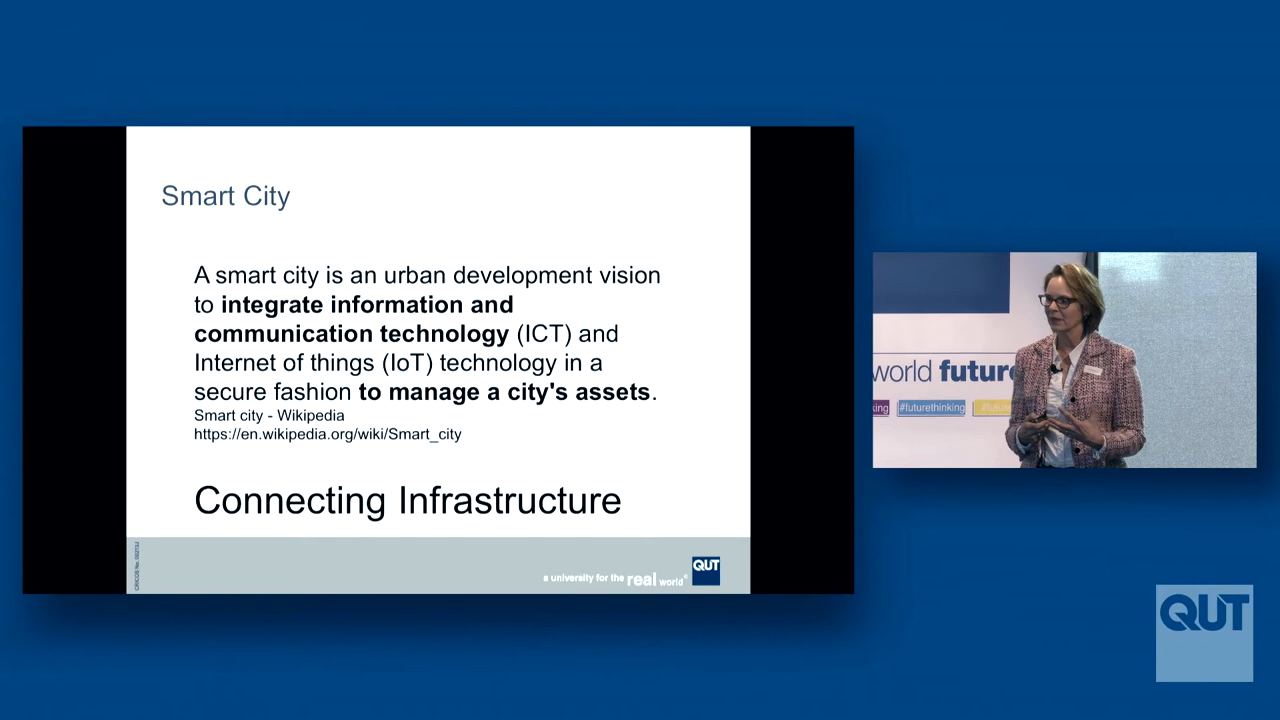 Smart City
A smart city is an urban development vision
to integrate information and
communication technology (ICT) and
Internet of things (IoT) technology in a
secure fashion to manage a city's assets.
Smart city - Wikipedia
https://en.wikipedia.org/wiki/Smart_city
Connecting Infrastructure
a university for the real world®
QUT
world future
king
#futurethinking
QUT